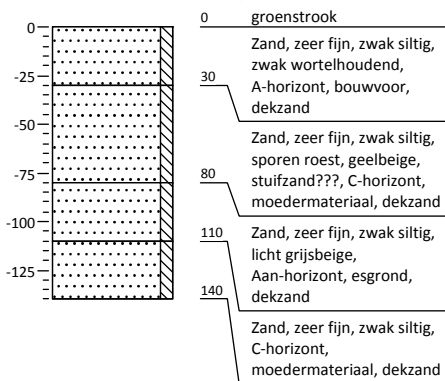 0
-25
-50
-75
-100
-125
0 groenstrook
Zand, zeer fijn, zwak siltig,
zwak wortelhoudend,
A-horizont, bouwvoor,
dekzand
30
Zand, zeer fijn, zwak siltig,
sporen roest, geelbeige,
stuifzand???, C-horizont,
moedermateriaal, dekzand
80
Zand, zeer fijn, zwak siltig,
licht grijsbeige,
Aan-horizont, esgrond,
dekzand
110
Zand, zeer fijn, zwak siltig,
C-horizont,
moedermateriaal, dekzand
140